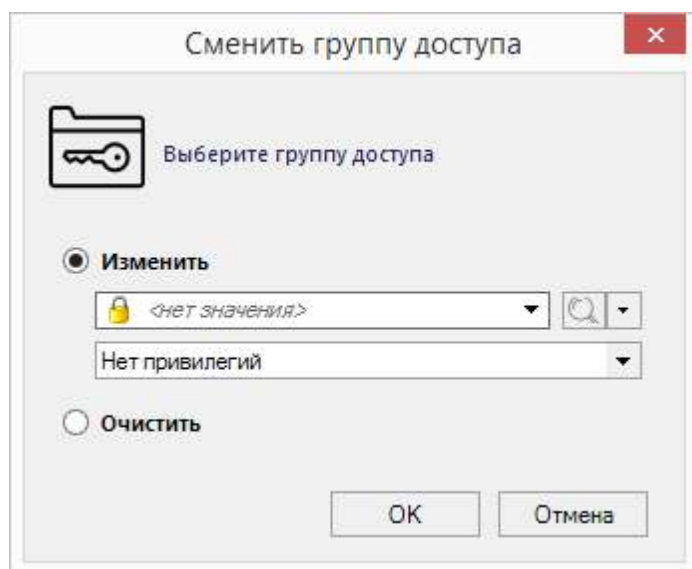 Сменить группу доступа
Выберите группу доступа
Изменить
<нет значения>
Нет привилегий
Очистить
OK
Отмена